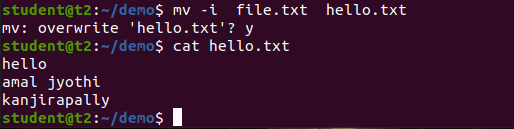 student@t2:~/demo$ mv -i  file.txt  hello.txt
mv: overwrite 'hello.txt'? y
student@t2:~/demo$ cat hello.txt
hello
amal jyothi
kanjirapally
student@t2:~/demo$